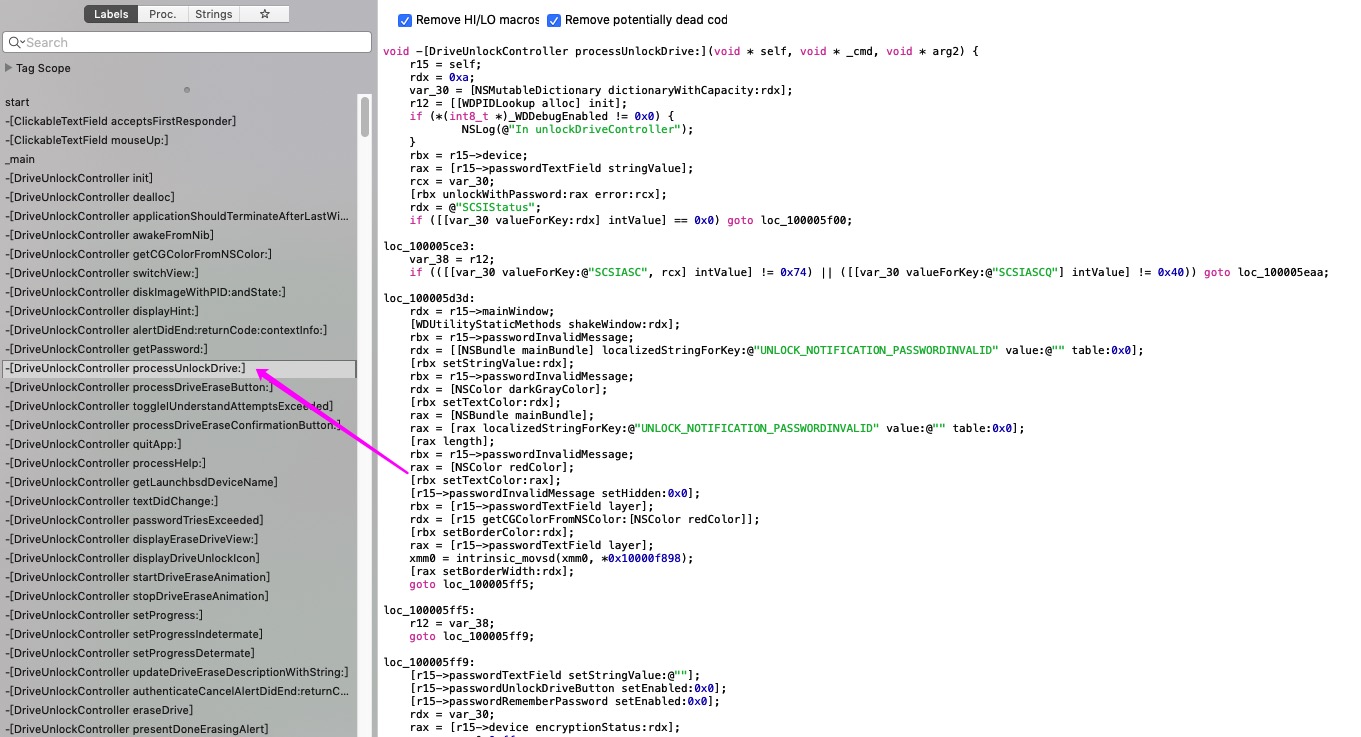 Labels Proc. Strings
Search
Tag Scope
start
-[ClickableTextField acceptsFirstResponder]
-[ClickableTextField mouseUp:]
_main
-[DriveUnlockController init]
-[DriveUnlockController dealloc]
-[DriveUnlockController applicationShouldTerminateAfterLastWi...
-[DriveUnlockController awakeFromNib]
-[DriveUnlockController getCGColorFromNSColor:]
-[DriveUnlockController switchView:]
-[DriveUnlockController diskImageWithPID:andState:]
-[DriveUnlockController displayHint:]
-[DriveUnlockController alertDidEnd:returnCode:contextInfo:]
-[DriveUnlockController getPassword:]
-[DriveUnlockController processUnlockDrive:]
-[DriveUnlockController processDriveEraseButton:]
-[DriveUnlockController toggleIUnderstandAttemptsExceeded]
-[DriveUnlockController processDriveEraseConfirmationButton:]
-[DriveUnlockController quitApp:]
-[DriveUnlockController processHelp:]
-[DriveUnlockController getLaunchbsdDeviceName]
-[DriveUnlockController textDidChange:]
-[DriveUnlockController passwordTriesExceeded]
-[DriveUnlockController displayEraseDriveView:]
-[DriveUnlockController displayDriveUnlockIcon]
-[DriveUnlockController startDriveEraseAnimation]
-[DriveUnlockController stopDriveEraseAnimation]
-[DriveUnlockController setProgress:]
-[DriveUnlockController setProgressIndetermate]
-[DriveUnlockController setProgressDetermate]
-[DriveUnlockController updateDriveEraseDescriptionWithString:]
-[DriveUnlockController authenticateCancelAlertDidEnd:returnC...
-[DriveUnlockController eraseDrive]
-[DriveUnlockController presentDoneErasingAlert]
Remove HI/LO macros Remove potentially dead cod
void -[DriveUnlockController processUnlockDrive:](void * self, void * _cmd, void * arg2) {
r15 = self;
rdx = 0xa;
var_30 = [NSMutableDictionary dictionaryWithCapacity:rdx];
r12 = [[WDPIDLookup alloc] init];
if (*(int8_t *)_WDDebugEnabled != 0x0) {
NSLog(@"In unlockDriveController");
}
rbx = r15->device;
rax = [r15->passwordTextField stringValue];
rcx = var_30;
[rbx unlockWithPassword:rax error:rcx];
rdx = @"SCSIStatus";
if ([[var_30 valueForKey:rdx] intValue] == 0x0) goto loc_100005f00;
loc_100005ce3:
var_38 = r12;
if (([[var_30 valueForKey:@"SCSIASC", rcx] intValue] != 0x74) || ([[var_30 valueForKey:@"SCSIASCQ"] intValue] != 0x40)) goto loc_100005eaa;
loc_100005d3d:
rdx = r15->mainWindow;
[WDUtilityStaticMethods shakeWindow:rdx];
rbx = r15->passwordInvalidMessage;
rdx = [[NSBundle mainBundle] localizedStringForKey:@"UNLOCK_NOTIFICATION_PASSWORDINVALID" value:@"" table:0x0];
[rbx setStringValue:rdx];
rbx = r15->passwordInvalidMessage;
rdx = [NSColor darkGrayColor];
[rbx setTextColor:rdx];
rax = [NSBundle mainBundle];
rax = [rax localizedStringForKey:@"UNLOCK_NOTIFICATION_PASSWORDINVALID" value:@"" table:0x0];
[rax length];
rbx = r15->passwordInvalidMessage;
rax = [NSColor redColor];
[rbx setTextColor:rax];
[r15->passwordInvalidMessage setHidden:0x0];
rbx = [r15->passwordTextField layer];
rdx = [r15 getCGColorFromNSColor:[NSColor redColor]];
[rbx setBorderColor:rdx];
rax = [r15->passwordTextField layer];
xmm0 = intrinsic_movsd(xmm0, *0x10000f898);
[rax setBorderWidth:rdx];
goto loc_100005ff5;
loc_100005ff5:
r12 = var_38;
goto loc_100005ff9;
loc_100005ff9:
[r15->passwordTextField setStringValue:@""];
[r15->passwordUnlockDriveButton setEnabled:0x0];
[r15->passwordRememberPassword setEnabled:0x0];
rdx = var_30;
rax = [r15->device encryptionStatus:rdx];